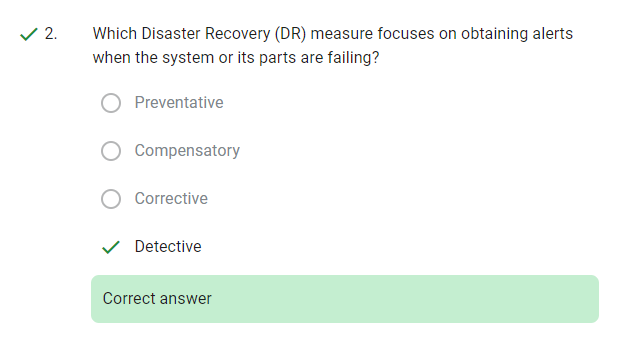 2. Which Disaster Recovery (DR) measure focuses on obtaining alerts
when the system or its parts are failing?
Preventative
Compensatory
Corrective
Detective
Correct answer